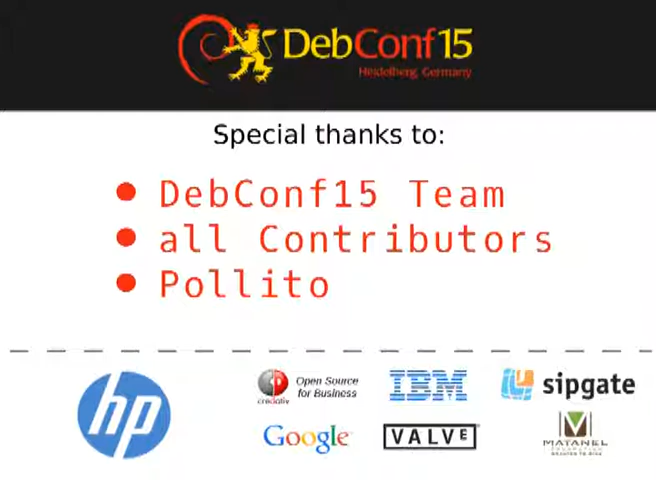 DebConf15
Heidelberg, Germany
Special thanks to:
DebConf15 Team
all Contributors
Pollito
hp
credativ
Open Source
for Business
IBM
sipgate
Google
VALVE
MATANEL